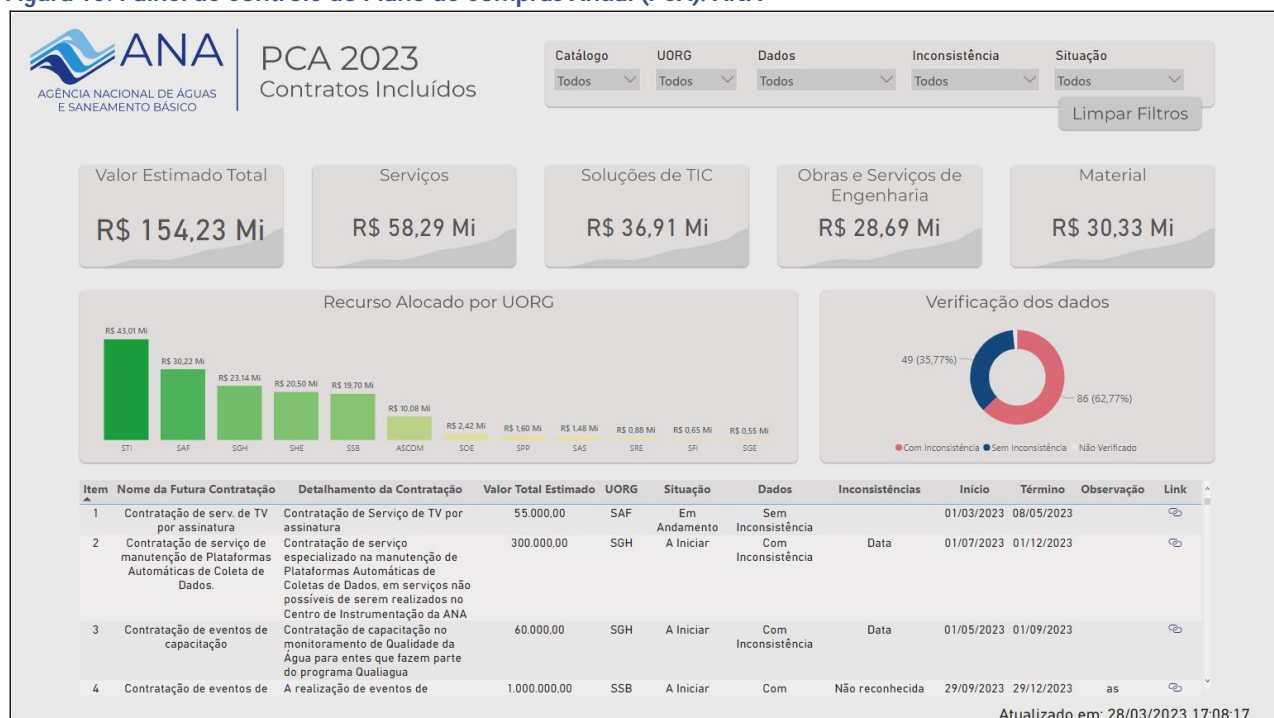 ANA
AGÊNCIA NACIONAL DE ÁGUAS
E SANEAMENTO BÁSICO
PCA 2023
Contratos Incluídos
Catálogo UORG Dados Inconsistência Situação
Todos Todos Todos Todos Todos
Limpar Filtros
Valor Estimado Total
R$ 154,23 Mi
Serviços
R$ 58,29 Mi
Soluções de TIC
R$ 36,91 Mi
Obras e Serviços de
Engenharia
R$ 28,69 Mi
Material
R$ 30,33 Mi
Recurso Alocado por UORG
R$ 43,01 Mi
R$ 30,22 Mi
R$ 23,14 Mi
R$ 20,50 Mi
R$ 19,70 Mi
R$ 10,08 Mi
R$ 2,42 Mi
R$ 1,60 Mi
R$ 1,48 Mi
R$ 0,88 Mi
R$ 0,65 Mi
R$ 0,55 Mi
STI SAF SGH SHE SSB ASCOM SOE SPP SAS SRE SFI SGE
Verificação dos dados
49 (35,77%)
86 (62,77%)
Com Inconsistência Sem Inconsistência Não Verificado
Item Nome da Futura Contratação Detalhamento da Contratação Valor Total Estimado UORG Situação Dados Inconsistências Início Término Observação Link
1 Contratação de serv. de TV Contratação de Serviço de TV por 55.000,00 SAF Em Sem 01/03/2023 08/05/2023
por assinatura assinatura Andamento Inconsistência
2 Contratação de serviço de Contratação de serviço 300.000,00 SGH A Iniciar Com Data 01/07/2023 01/12/2023
manutenção de Plataformas especializado na manutenção de Inconsistência
Automáticas de Coleta de Plataformas Automáticas de
Dados. Coletas de Dados, em serviços não
possíveis de serem realizados no
Centro de Instrumentação da ANA
3 Contratação de eventos de Contratação de capacitação no 60.000,00 SGH A Iniciar Com Data 01/05/2023 01/09/2023
capacitação monitoramento de Qualidade da Inconsistência
Água para entes que fazem parte
do programa Qualiagua
4 Contratação de eventos de A realização de eventos de 1.000.000,00 SSB A Iniciar Com Não reconhecida 29/09/2023 29/12/2023 as
Atualizado em: 28/03/2023 17:08:17